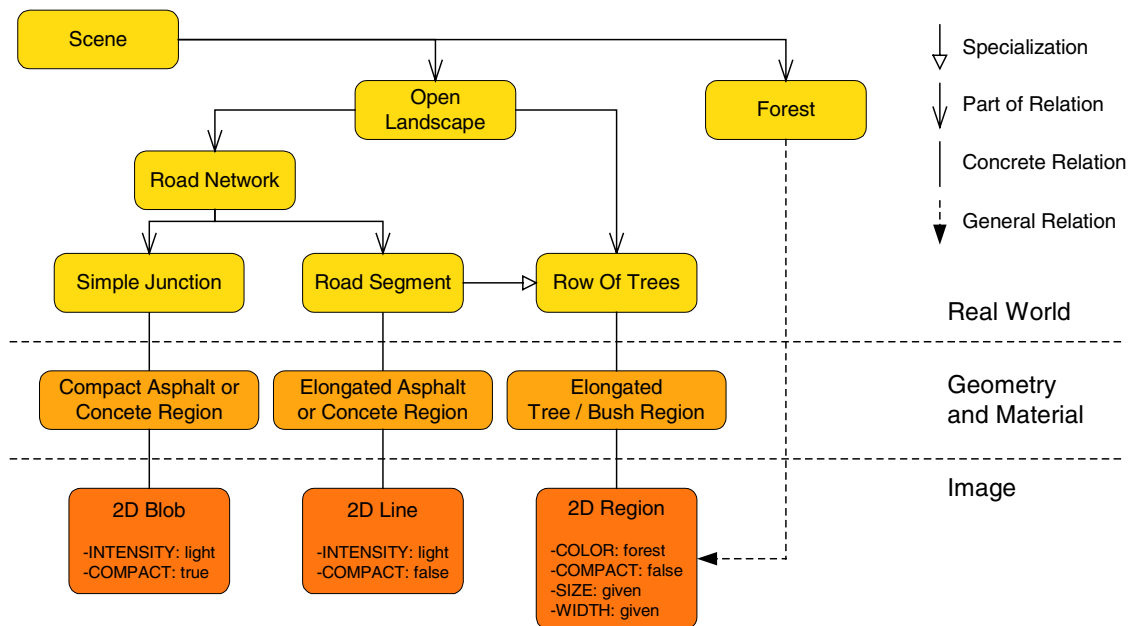 Scene
Specialization
Open
Landscape
Forest
Part of Relation
Road Network
Concrete Relation
General Relation
Simple Junction
Road Segment
Row Of Trees
Real World
Compact Asphalt or
Concete Region
Elongated Asphalt
or Concete Region
Elongated
Tree / Bush Region
Geometry
and Material
Image
2D Blob
-INTENSITY: light
-COMPACT: true
2D Line
-INTENSITY: light
-COMPACT: false
2D Region
-COLOR: forest
-COMPACT: false
-SIZE: given
-WIDTH: given